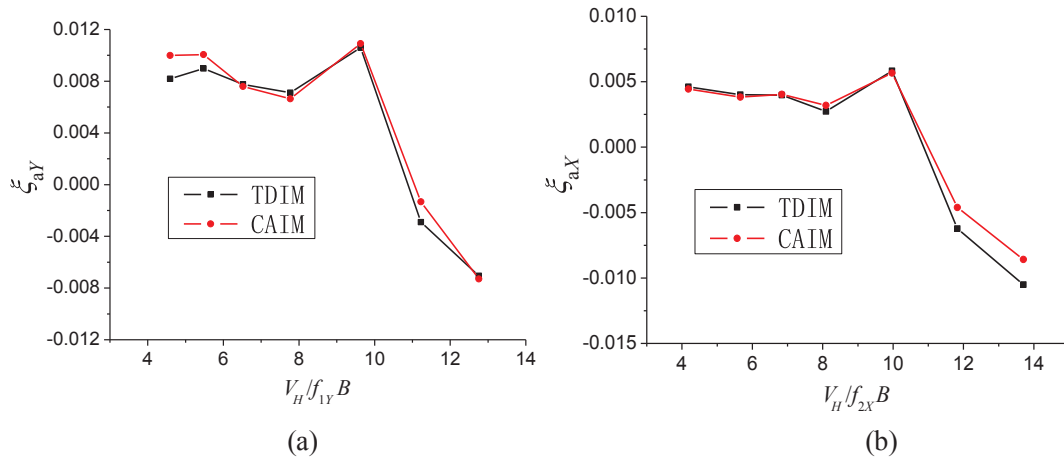 0.012
0.008
0.004
0.000
-0.004
-0.008
-0.012
ξaY
TDIM
CAIM
4 6 8 10 12 14
VH/f1YB
(a)
0.010
0.005
0.000
-0.005
-0.010
-0.015
ξaX
TDIM
CAIM
4 6 8 10 12 14
VH/f2XB
(b)